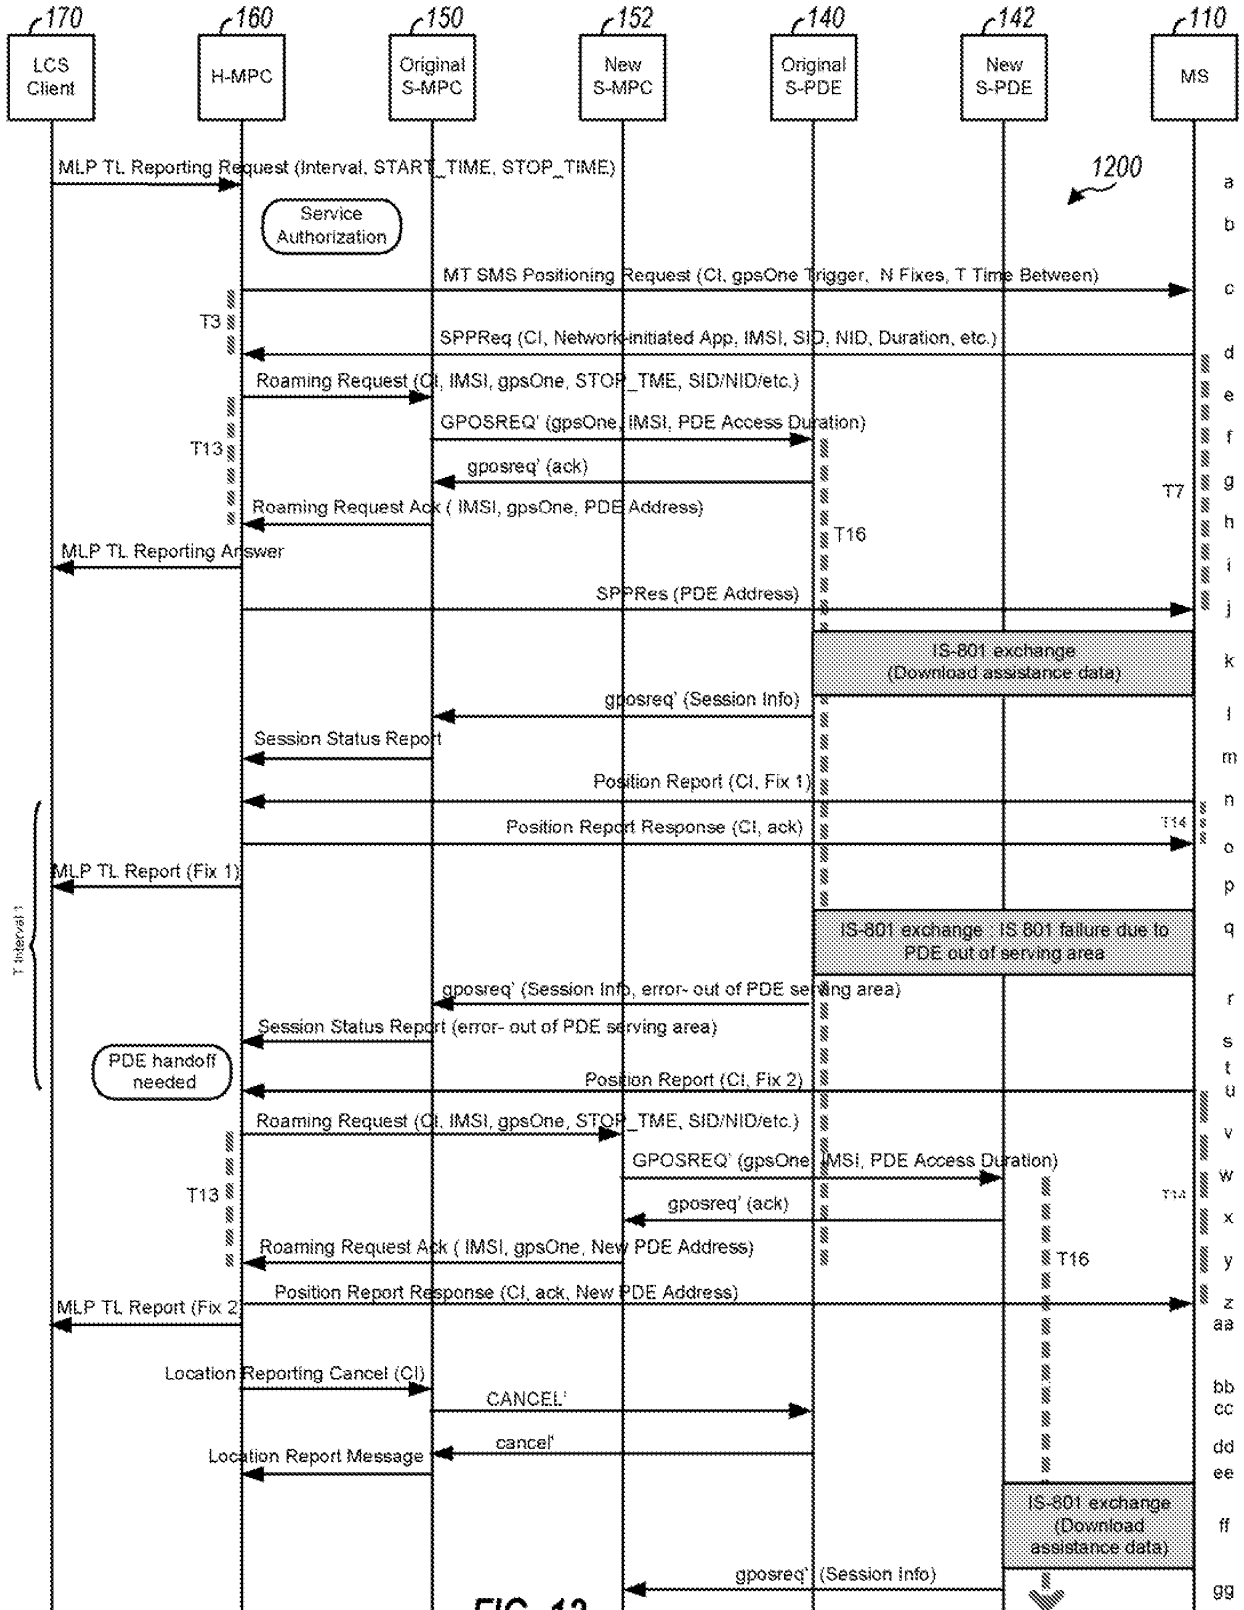 170 160 150 152 140 142 110
LCS Client
H-MPC
Original S-MPC
New S-MPC
Original S-PDE
New S-PDE
MS
1200
MLP TL Reporting Request (Interval, START_TIME, STOP_TIME)
a
Service
Authorization
b
MT SMS Positioning Request (CI, gpsOne Trigger, N Fixes, T Time Between)
c
T3
SPPReq (CI, Network-initiated App, IMSI, SID, NID, Duration, etc.)
d
Roaming Request (CI, IMSI, gpsOne, STOP_TME, SID/NID/etc.)
e
GPOSREQ' (gpsOne, IMSI, PDE Access Duration)
f
T13
gposreq' (ack)
g
T7
Roaming Request Ack ( IMSI, gpsOne, PDE Address)
h
T16
MLP TL Reporting Answer
i
SPPRes (PDE Address)
j
IS-801 exchange
(Download assistance data)
k
gposreq' (Session Info)
l
Session Status Report
m
Position Report (CI, Fix 1)
n
T14
Position Report Response (CI, ack)
o
MLP TL Report (Fix 1)
p
T Interval 1
IS-801 exchange IS 801 failure due to
PDE out of serving area
q
gposreq' (Session Info, error- out of PDE serving area)
r
Session Status Report (error- out of PDE serving area)
s
PDE handoff
needed
t
Position Report (CI, Fix 2)
u
Roaming Request (CI, IMSI, gpsOne, STOP_TME, SID/NID/etc.)
v
GPOSREQ' (gpsOne, IMSI, PDE Access Duration)
w
T13
T14
gposreq' (ack)
x
Roaming Request Ack ( IMSI, gpsOne, New PDE Address)
y
T16
Position Report Response (CI, ack, New PDE Address)
z
MLP TL Report (Fix 2
aa
Location Reporting Cancel (CI)
bb
CANCEL'
cc
cancel'
dd
Location Report Message
ee
IS-801 exchange
(Download
assistance data)
ff
gposreq' (Session Info)
gg
FIG. 12